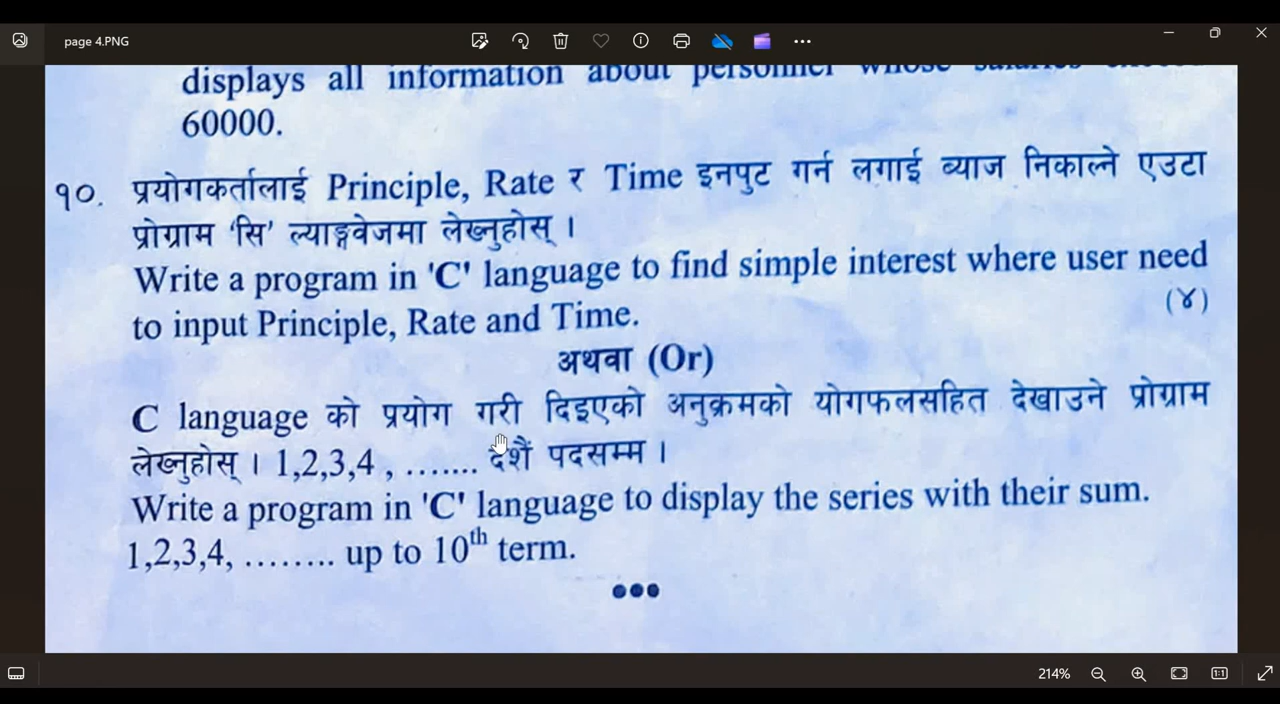 page 4.PNG
displays all information about personnel whose salaries
60000.
१०. प्रयोगकर्तालाई Principle, Rate र Time इनपुट गर्न लगाई ब्याज निकाल्ने एउटा
प्रोग्राम ‘सि’ ल्याङ्ग्वेजमा लेख्नुहोस् ।
Write a program in 'C' language to find simple interest where user need
to input Principle, Rate and Time. (४)
अथवा (Or)
C language को प्रयोग गरी दिइएको अनुक्रमको योगफलसहित देखाउने प्रोग्राम
लेख्नुहोस् । 1,2,3,4 , ....... दशैं पदसम्म ।
Write a program in 'C' language to display the series with their sum.
1,2,3,4, ........ up to 10th term.
214%
1:1